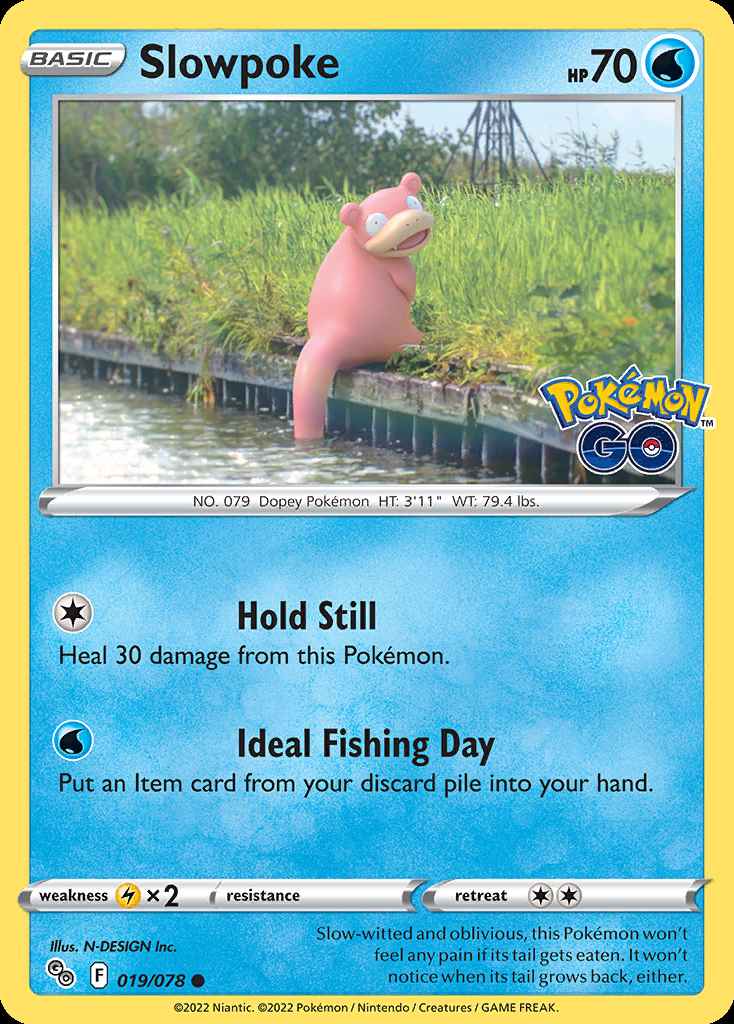 BASIC Slowpoke HP 70
Pokémon GO ™
NO. 079 Dopey Pokémon HT: 3'11" WT: 79.4 lbs.
Hold Still
Heal 30 damage from this Pokémon.
Ideal Fishing Day
Put an Item card from your discard pile into your hand.
weakness ×2 resistance retreat
Illus. N-DESIGN Inc.
GO F 019/078
Slow-witted and oblivious, this Pokémon won't
feel any pain if its tail gets eaten. It won't
notice when its tail grows back, either.
©2022 Niantic. ©2022 Pokémon / Nintendo / Creatures / GAME FREAK.